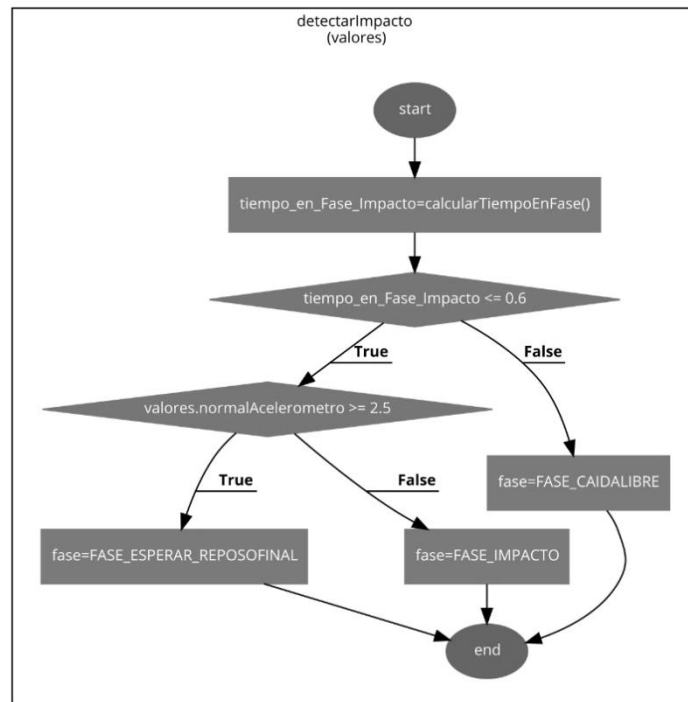 detectarImpacto
(valores)
start
tiempo_en_Fase_Impacto=calcularTiempoEnFase()
tiempo_en_Fase_Impacto <= 0.6
True
False
valores.normalAcelerometro >= 2.5
True
False
fase=FASE_CAIDALIBRE
fase=FASE_ESPERAR_REPOSOFINAL
fase=FASE_IMPACTO
end